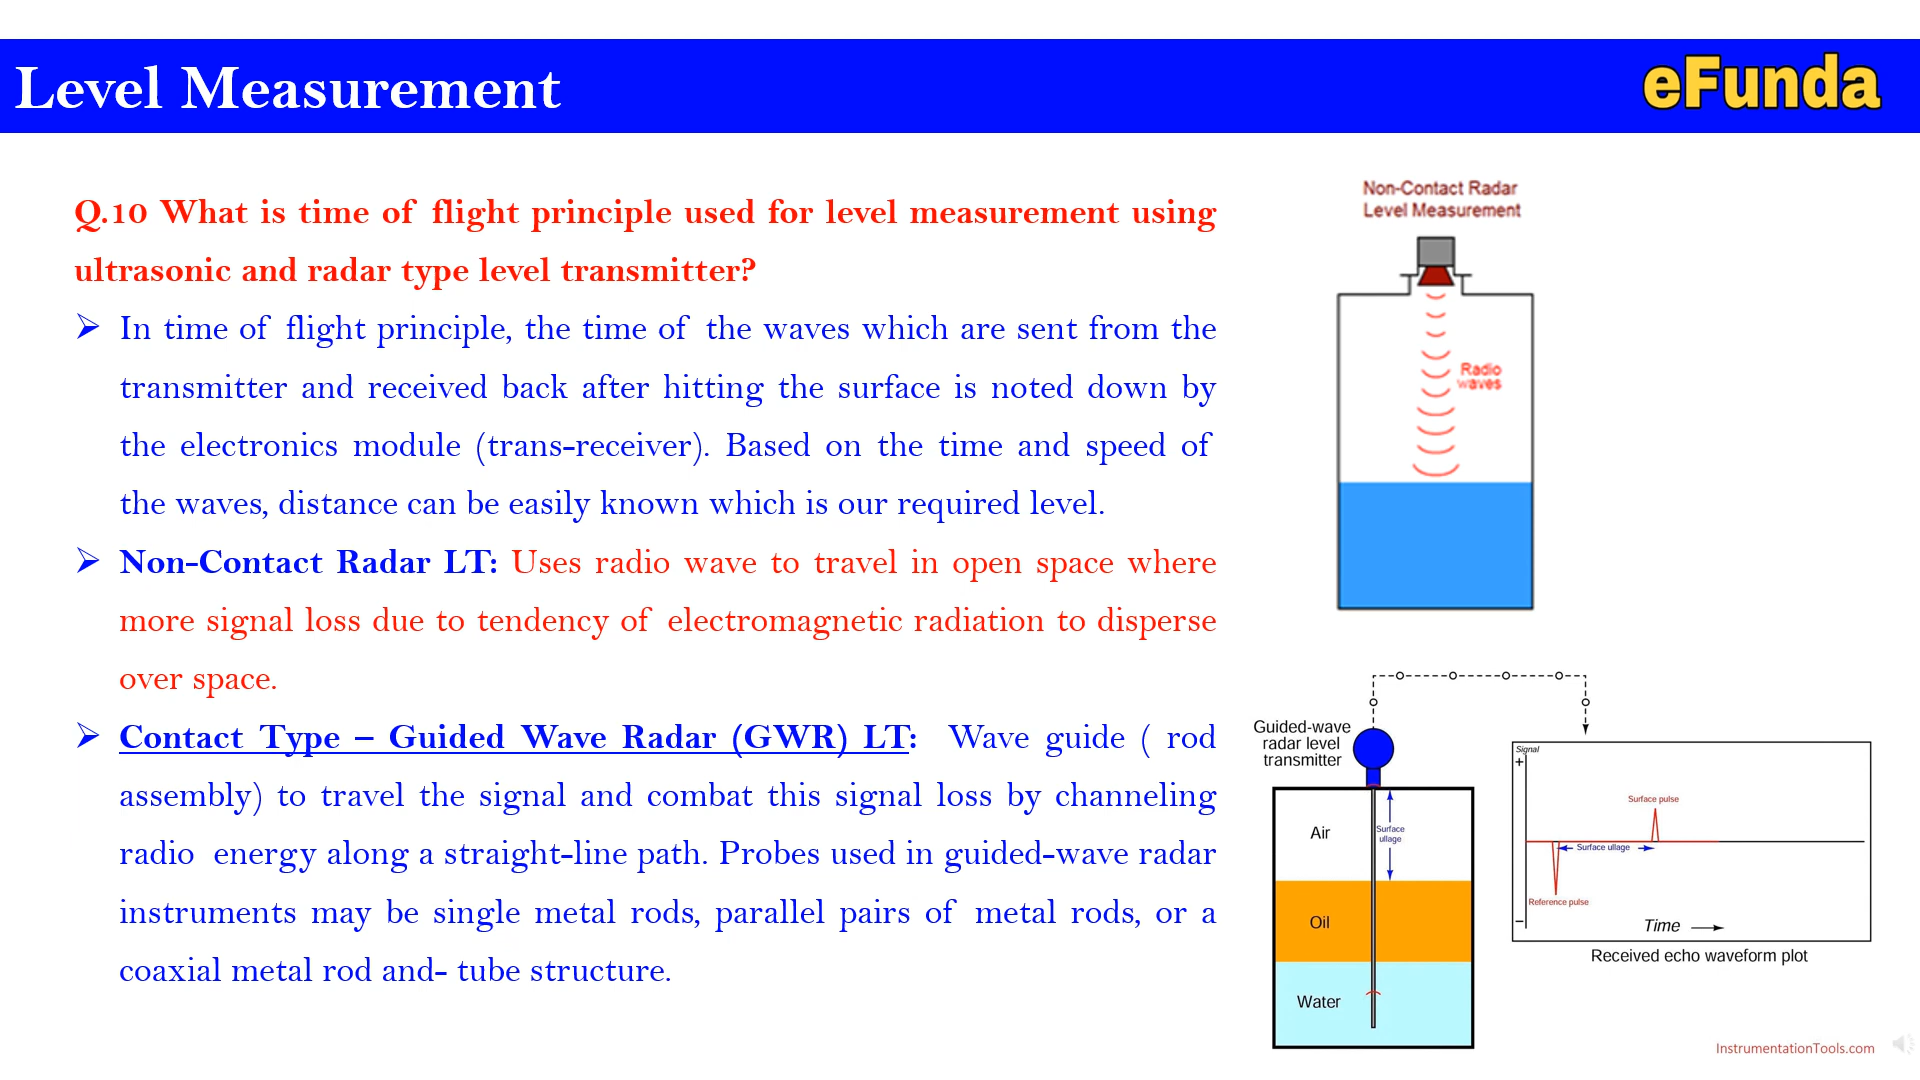 Level Measurement
eFunda
Q.10 What is time of flight principle used for level measurement using
ultrasonic and radar type level transmitter?
In time of flight principle, the time of the waves which are sent from the
transmitter and received back after hitting the surface is noted down by
the electronics module (trans-receiver). Based on the time and speed of
the waves, distance can be easily known which is our required level.
Non-Contact Radar LT: Uses radio wave to travel in open space where
more signal loss due to tendency of electromagnetic radiation to disperse
over space.
Contact Type – Guided Wave Radar (GWR) LT: Wave guide ( rod
assembly) to travel the signal and combat this signal loss by channeling
radio energy along a straight-line path. Probes used in guided-wave radar
instruments may be single metal rods, parallel pairs of metal rods, or a
coaxial metal rod and- tube structure.
Non-Contact Radar
Level Measurement
Radio
waves
Guided-wave
radar level
transmitter
Air
Surface
ullage
Oil
Water
Signal
+
Surface pulse
Surface ullage
Reference pulse
–
Time
Received echo waveform plot
InstrumentationTools.com